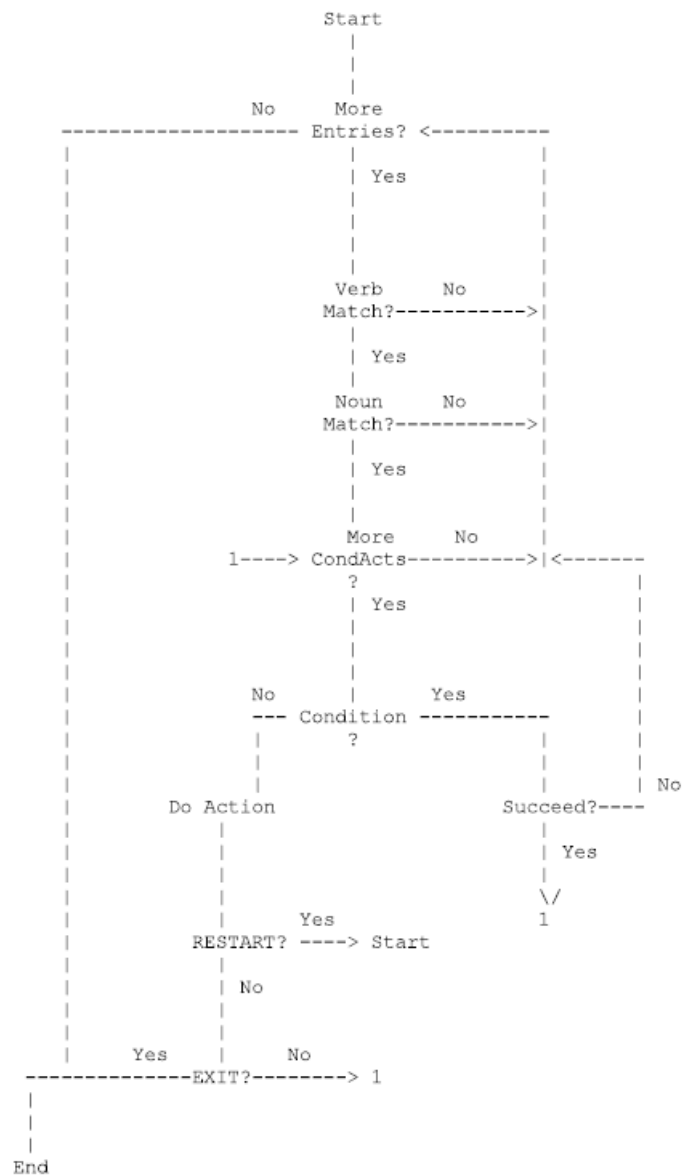 Start
No More
Entries? <----------
Yes
Verb No
Match?----------->|
Yes
Noun No
Match?----------->|
Yes
More No
1----> CondActs---------->|<-------
?
Yes
No Yes
--- Condition -----------
?
No
Do Action Succeed?----
Yes
\/
Yes 1
RESTART? ----> Start
No
Yes No
--------------EXIT?--------> 1
End